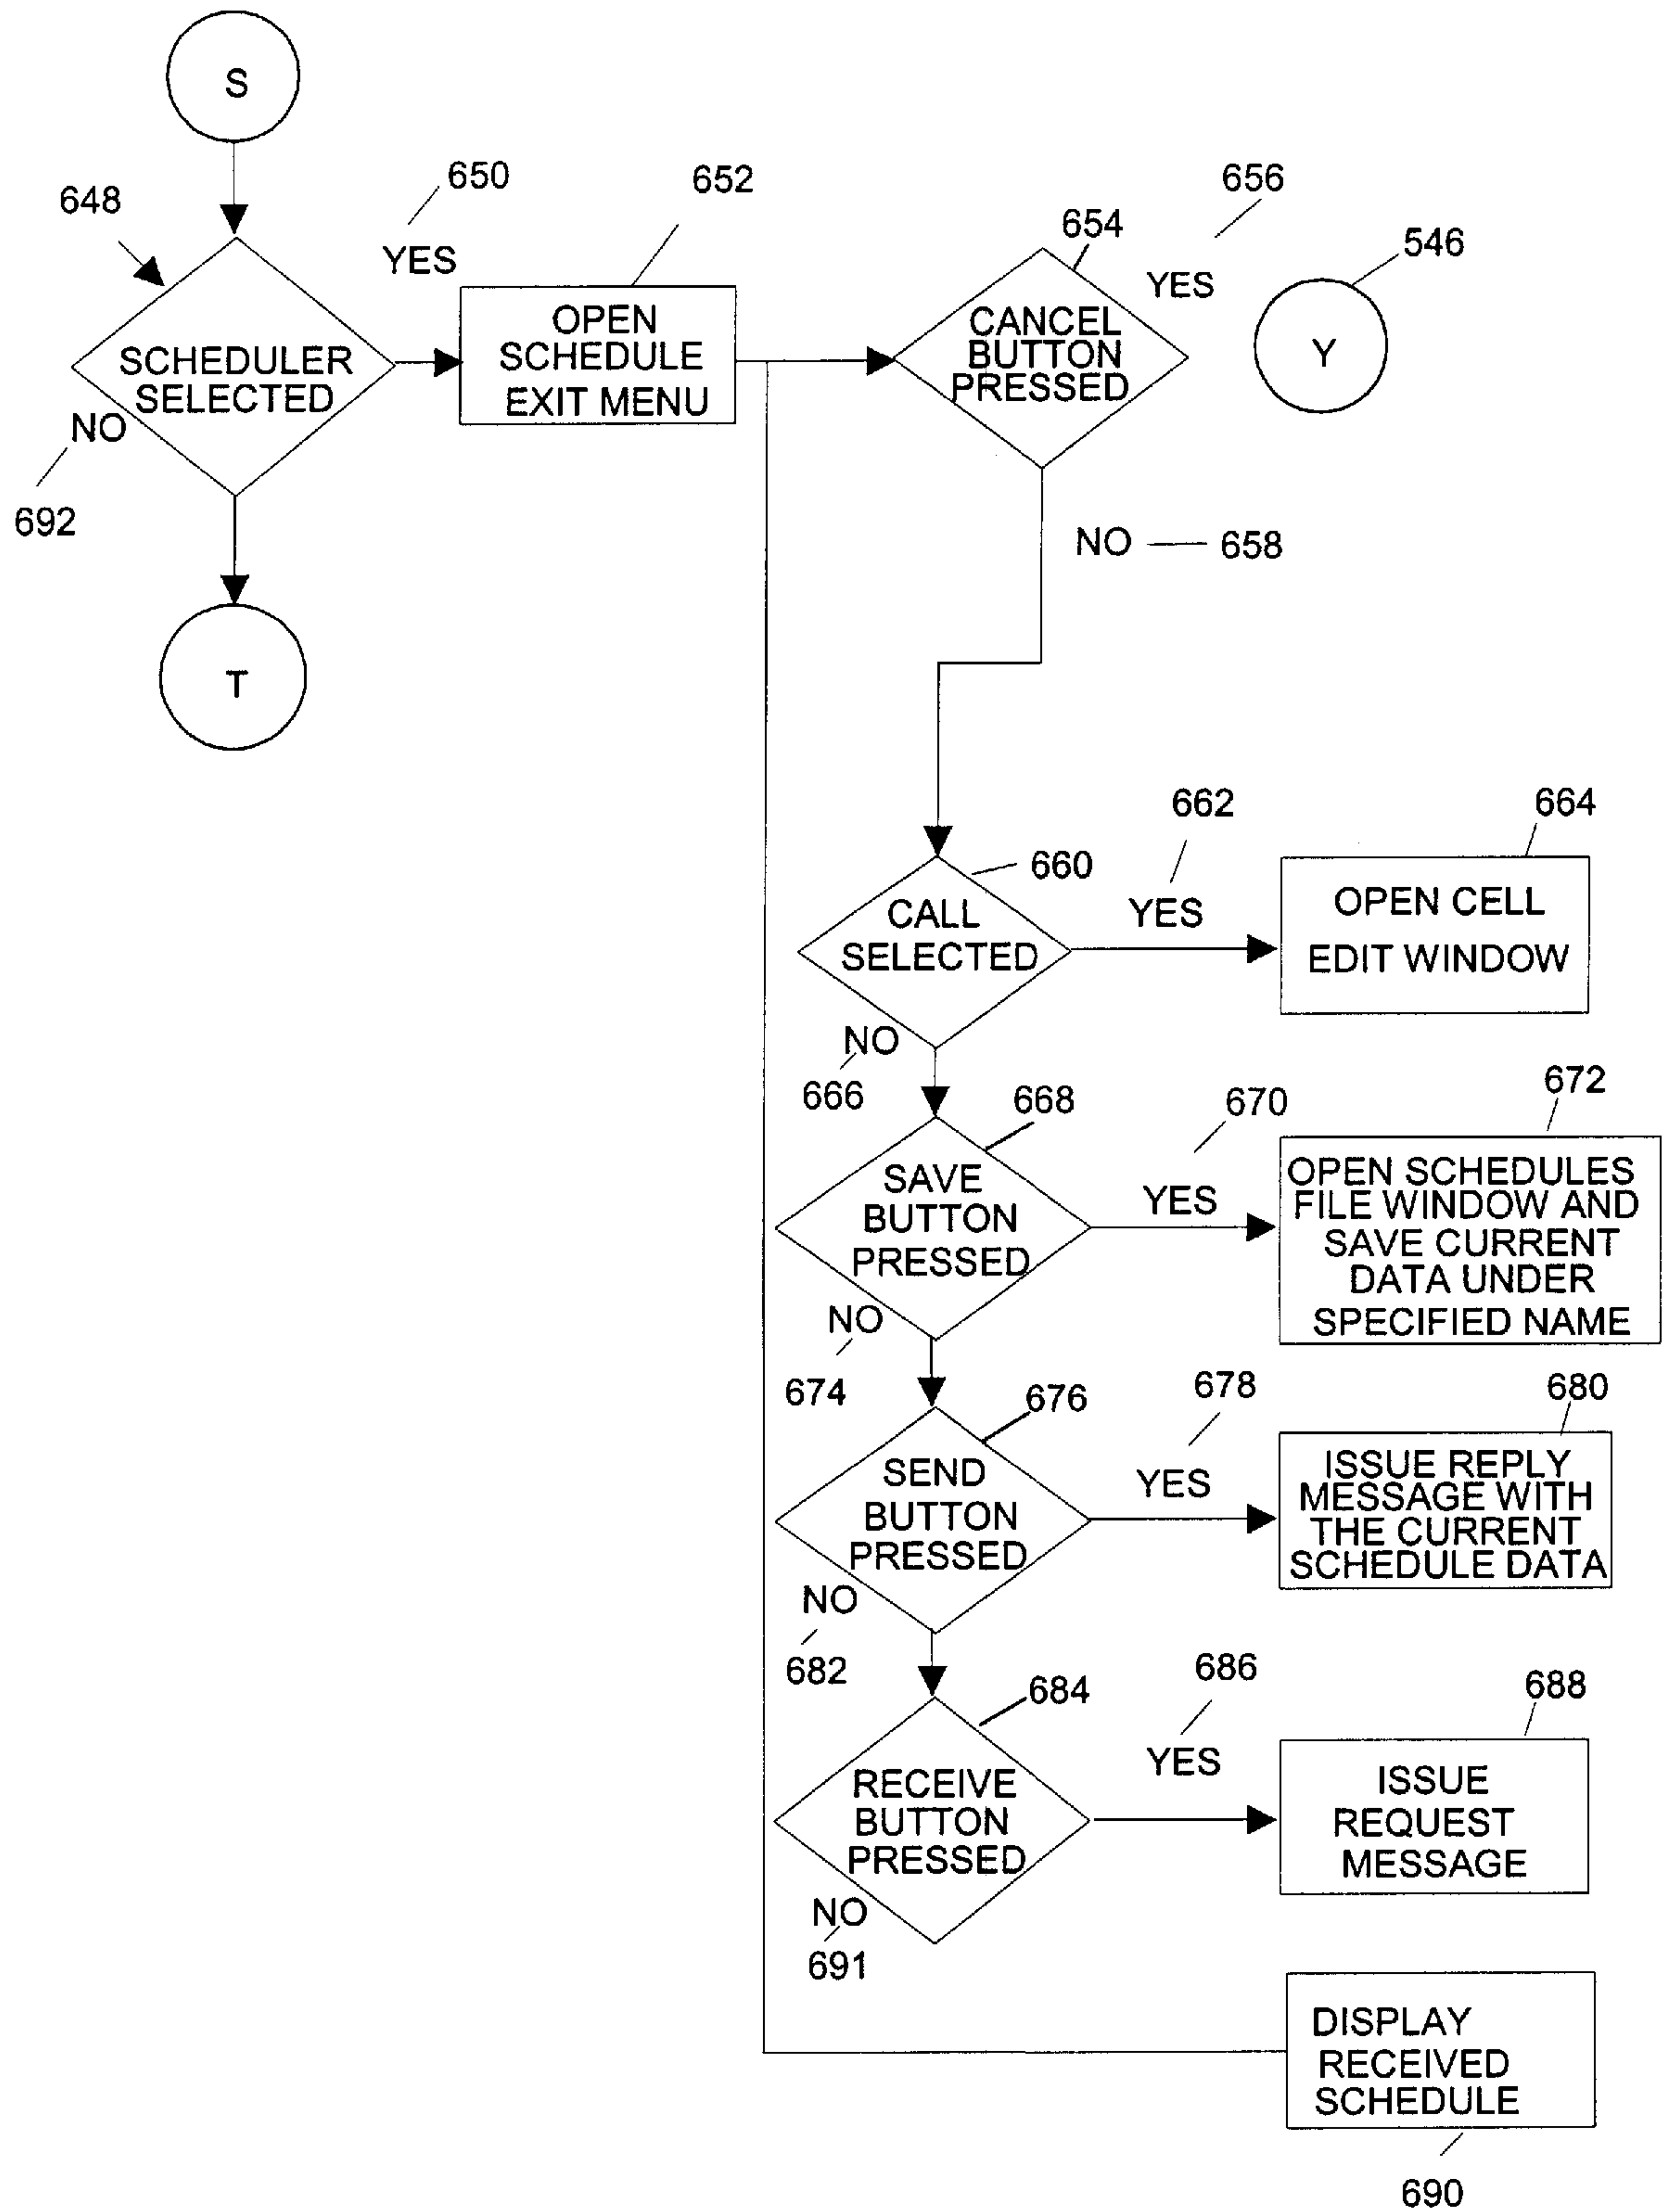 S
648
650
652
656
654
546
YES
YES
SCHEDULER
SELECTED
OPEN
SCHEDULE
EXIT MENU
CANCEL
BUTTON
PRESSED
Y
NO
692
NO
658
T
662
664
660
CALL
SELECTED
YES
OPEN CELL
EDIT WINDOW
NO
666
668
670
672
SAVE
BUTTON
PRESSED
YES
OPEN SCHEDULES
FILE WINDOW AND
SAVE CURRENT
DATA UNDER
SPECIFIED NAME
NO
674
676
678
680
SEND
BUTTON
PRESSED
YES
ISSUE REPLY
MESSAGE WITH
THE CURRENT
SCHEDULE DATA
NO
682
684
686
688
RECEIVE
BUTTON
PRESSED
YES
ISSUE
REQUEST
MESSAGE
NO
691
DISPLAY
RECEIVED
SCHEDULE
690